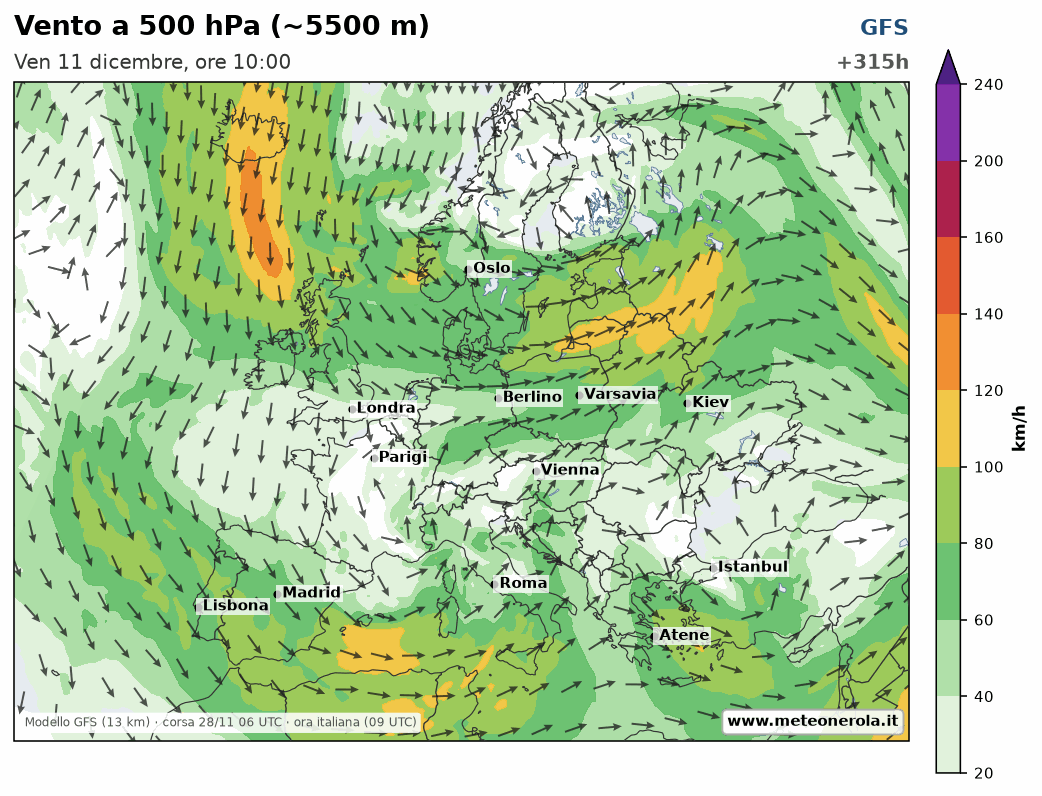 Vento a 500 hPa (~5500 m)
GFS
Ven 11 dicembre, ore 10:00
+315h
240
200
160
140
120
100
80
60
40
20
km/h
Oslo
Berlino
Varsavia
Kiev
Londra
Parigi
Vienna
Istanbul
Roma
Madrid
Lisbona
Atene
Modello GFS (13 km) · corsa 28/11 06 UTC · ora italiana (09 UTC)
www.meteonerola.it